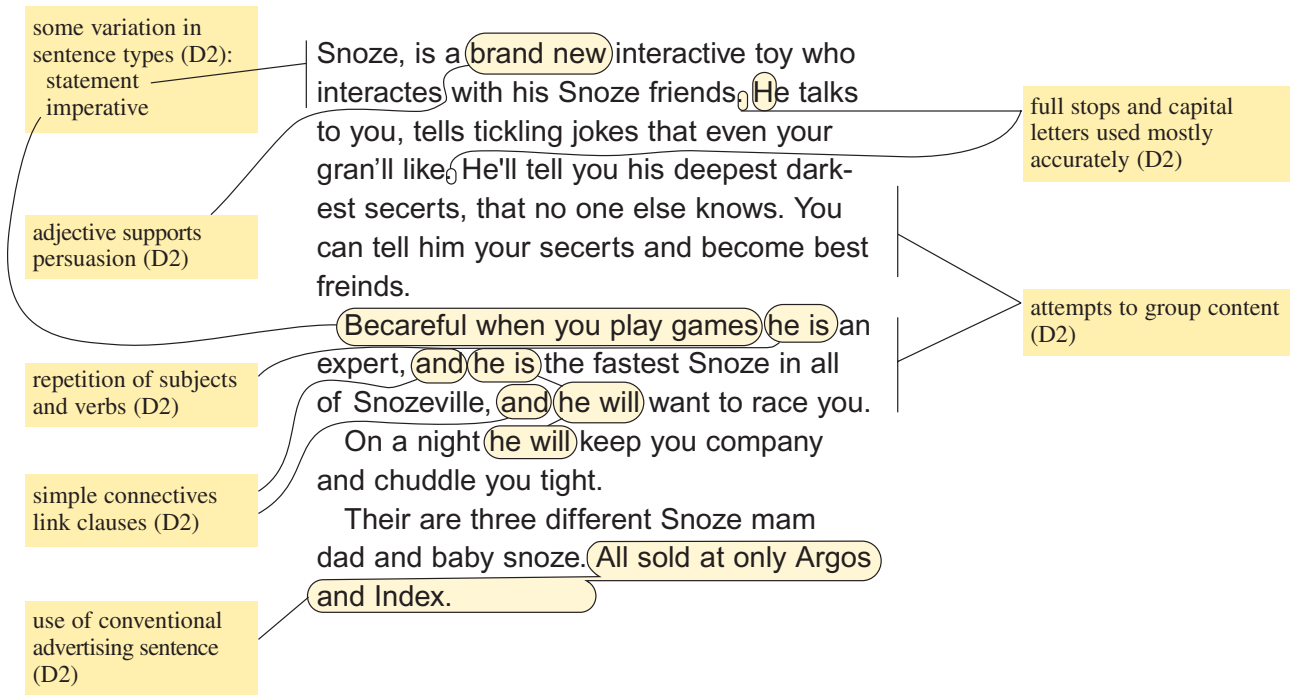 some variation in
sentence types (D2):
statement
imperative
adjective supports
persuasion (D2)
repetition of subjects
and verbs (D2)
simple connectives
link clauses (D2)
use of conventional
advertising sentence
(D2)
Snoze, is a brand new interactive toy who
interactes with his Snoze friends. He talks
to you, tells tickling jokes that even your
gran'll like. He'll tell you his deepest dark-
est secerts, that no one else knows. You
can tell him your secerts and become best
freinds.
Becareful when you play games he is an
expert, and he is the fastest Snoze in all
of Snozeville, and he will want to race you.
On a night he will keep you company
and chuddle you tight.
Their are three different Snoze mam
dad and baby snoze. All sold at only Argos
and Index.
full stops and capital
letters used mostly
accurately (D2)
attempts to group content
(D2)